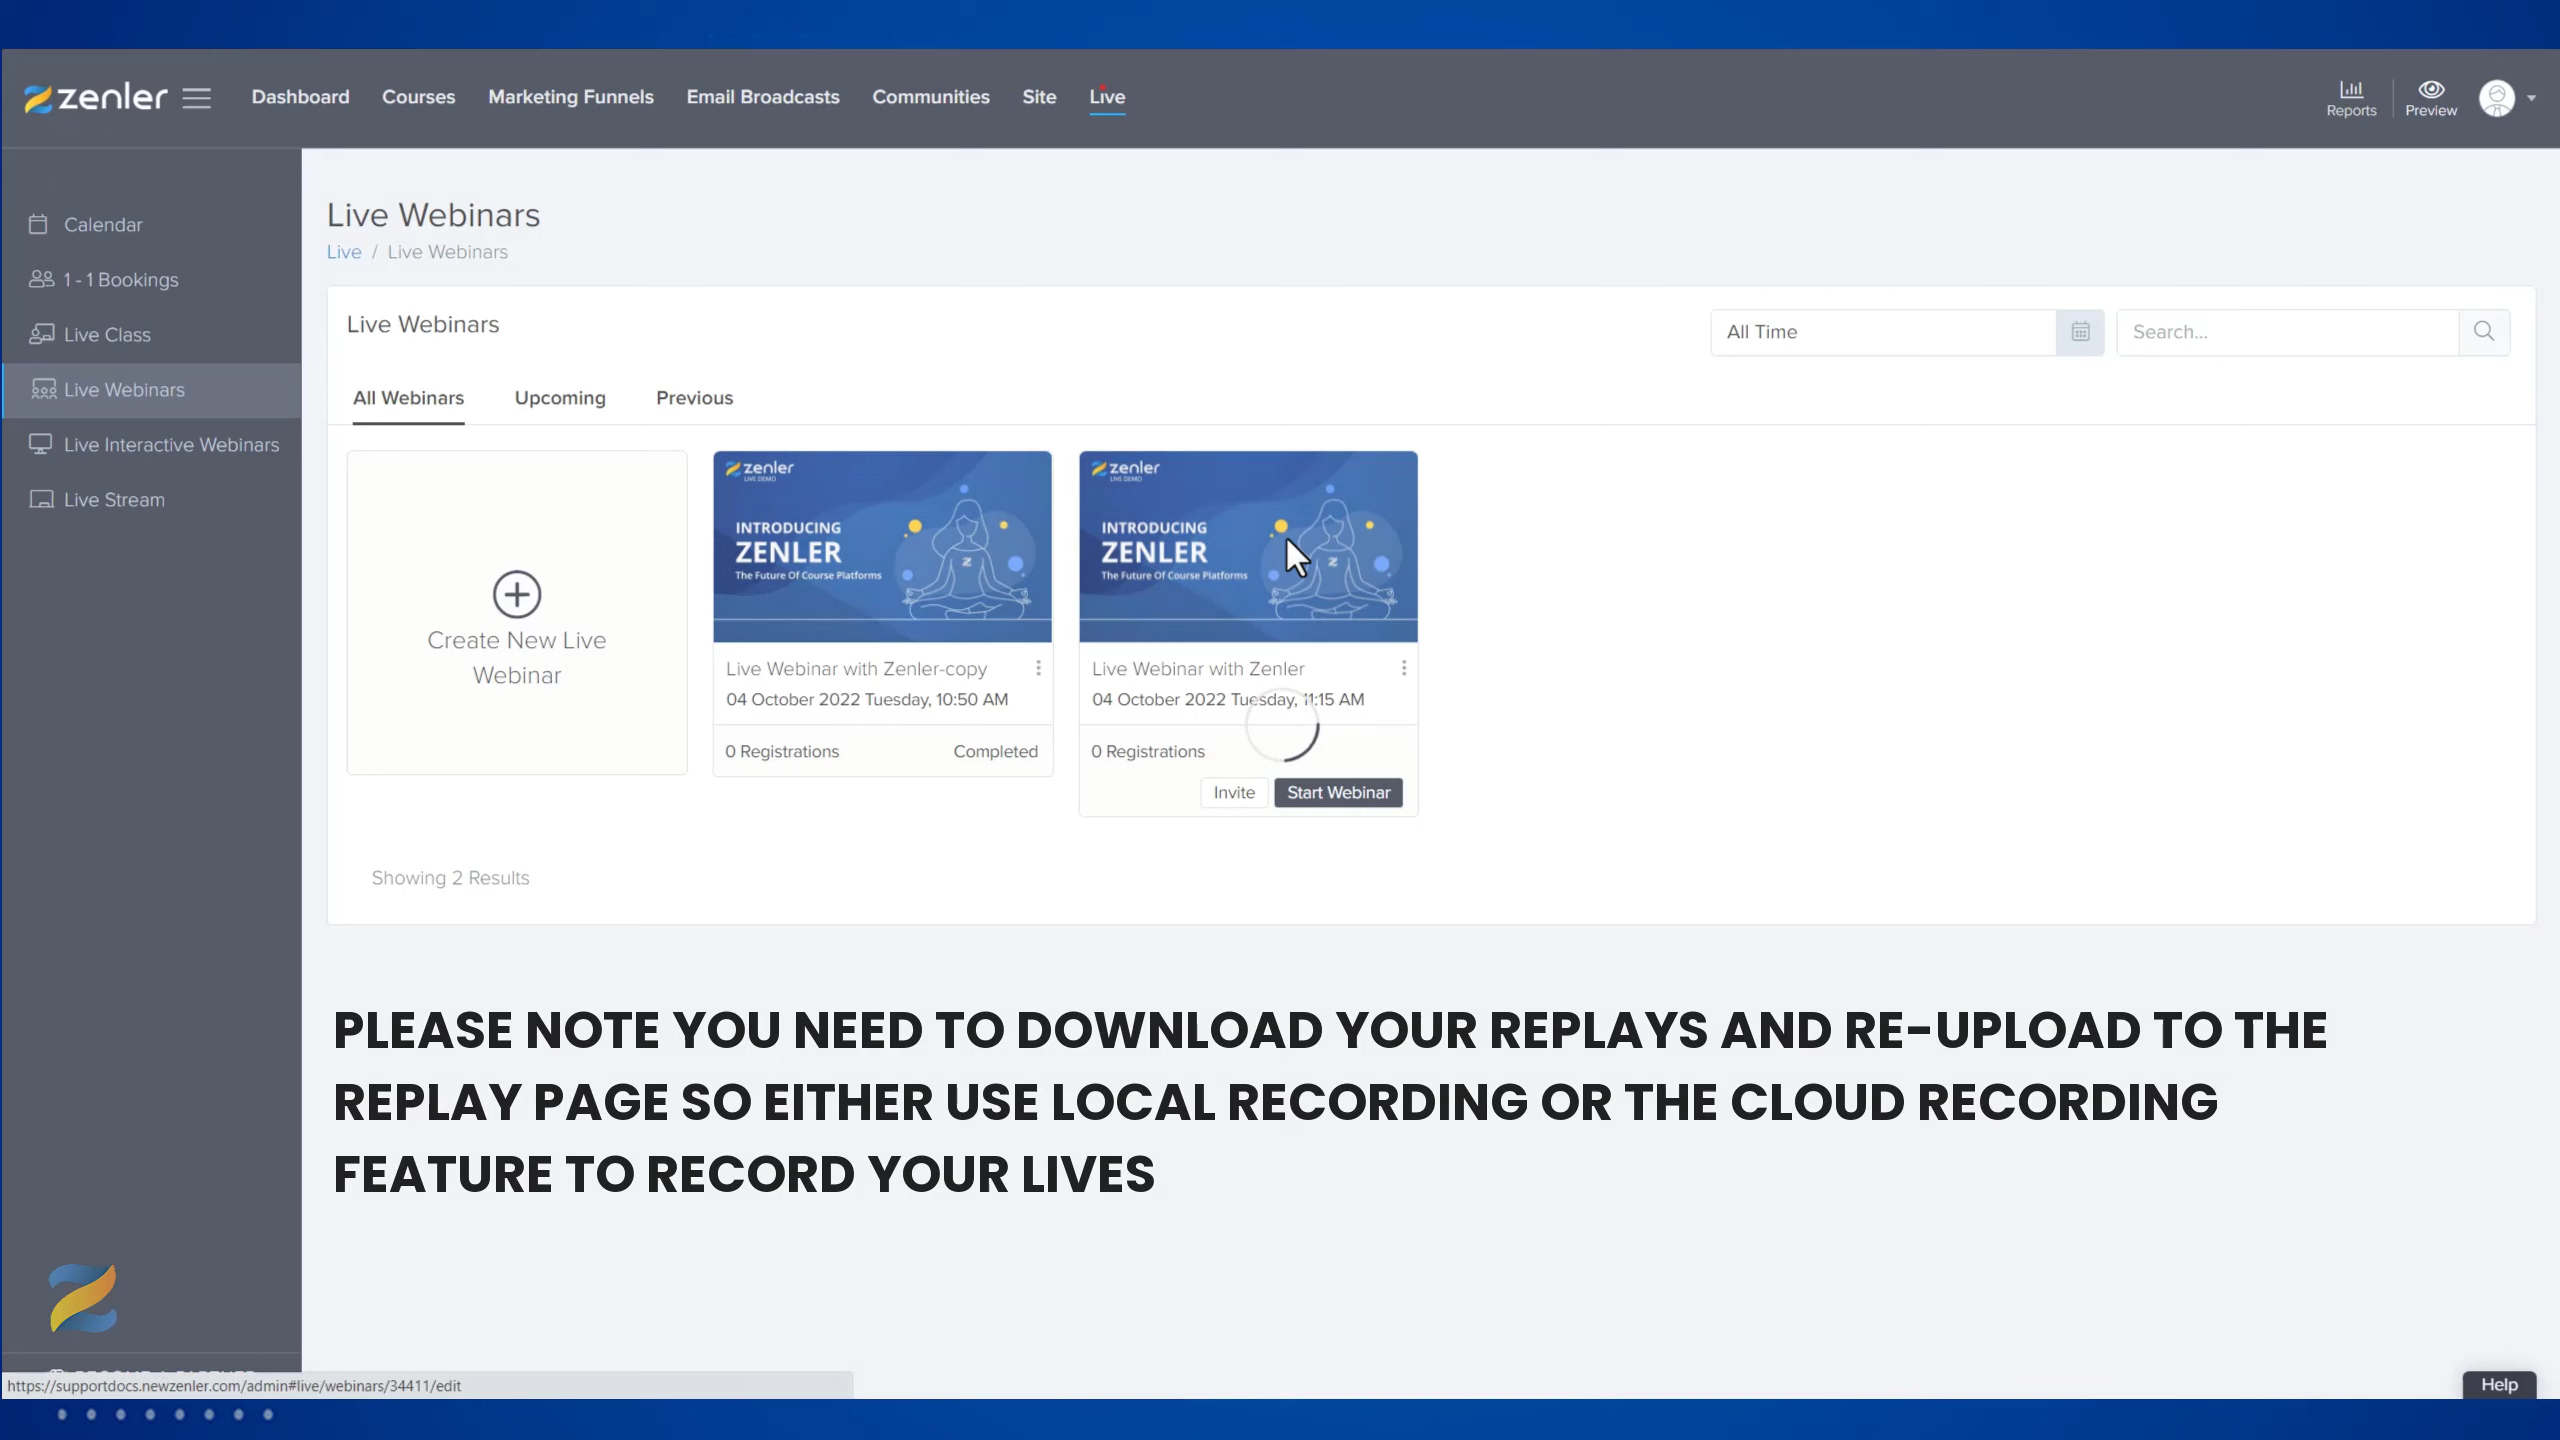 zenler
Dashboard
Courses
Marketing Funnels
Email Broadcasts
Communities
Site
Live
Reports
Preview
Calendar
1 - 1 Bookings
Live Class
Live Webinars
Live Interactive Webinars
Live Stream
Live Webinars
Live / Live Webinars
Live Webinars
All Time
Search...
All Webinars
Upcoming
Previous
Create New Live
Webinar
zenler
LIVE DEMO
INTRODUCING
ZENLER
The Future Of Course Platforms
Live Webinar with Zenler-copy
04 October 2022 Tuesday, 10:50 AM
0 Registrations
Completed
zenler
LIVE DEMO
INTRODUCING
ZENLER
The Future Of Course Platforms
Live Webinar with Zenler
04 October 2022 Tuesday, 11:15 AM
0 Registrations
Invite
Start Webinar
Showing 2 Results
PLEASE NOTE YOU NEED TO DOWNLOAD YOUR REPLAYS AND RE-UPLOAD TO THE
REPLAY PAGE SO EITHER USE LOCAL RECORDING OR THE CLOUD RECORDING
FEATURE TO RECORD YOUR LIVES
https://supportdocs.newzenler.com/admin#live/webinars/34411/edit
Help